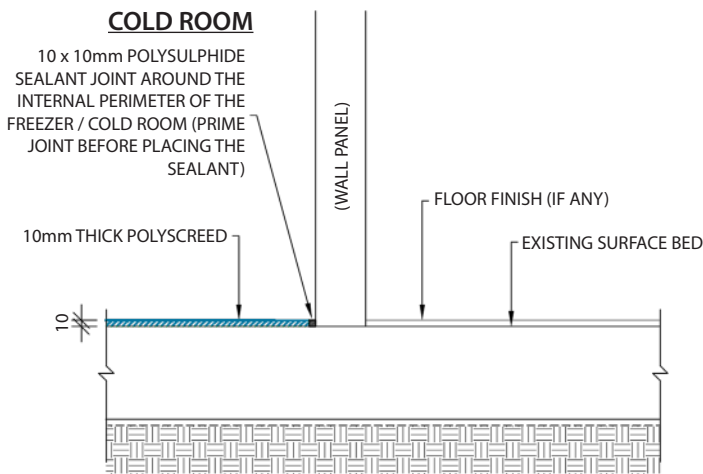 COLD ROOM
10 x 10mm POLYSULPHIDE
SEALANT JOINT AROUND THE
INTERNAL PERIMETER OF THE
FREEZER / COLD ROOM (PRIME
JOINT BEFORE PLACING THE
SEALANT)
(WALL PANEL)
FLOOR FINISH (IF ANY)
10mm THICK POLYSCREED
EXISTING SURFACE BED
10